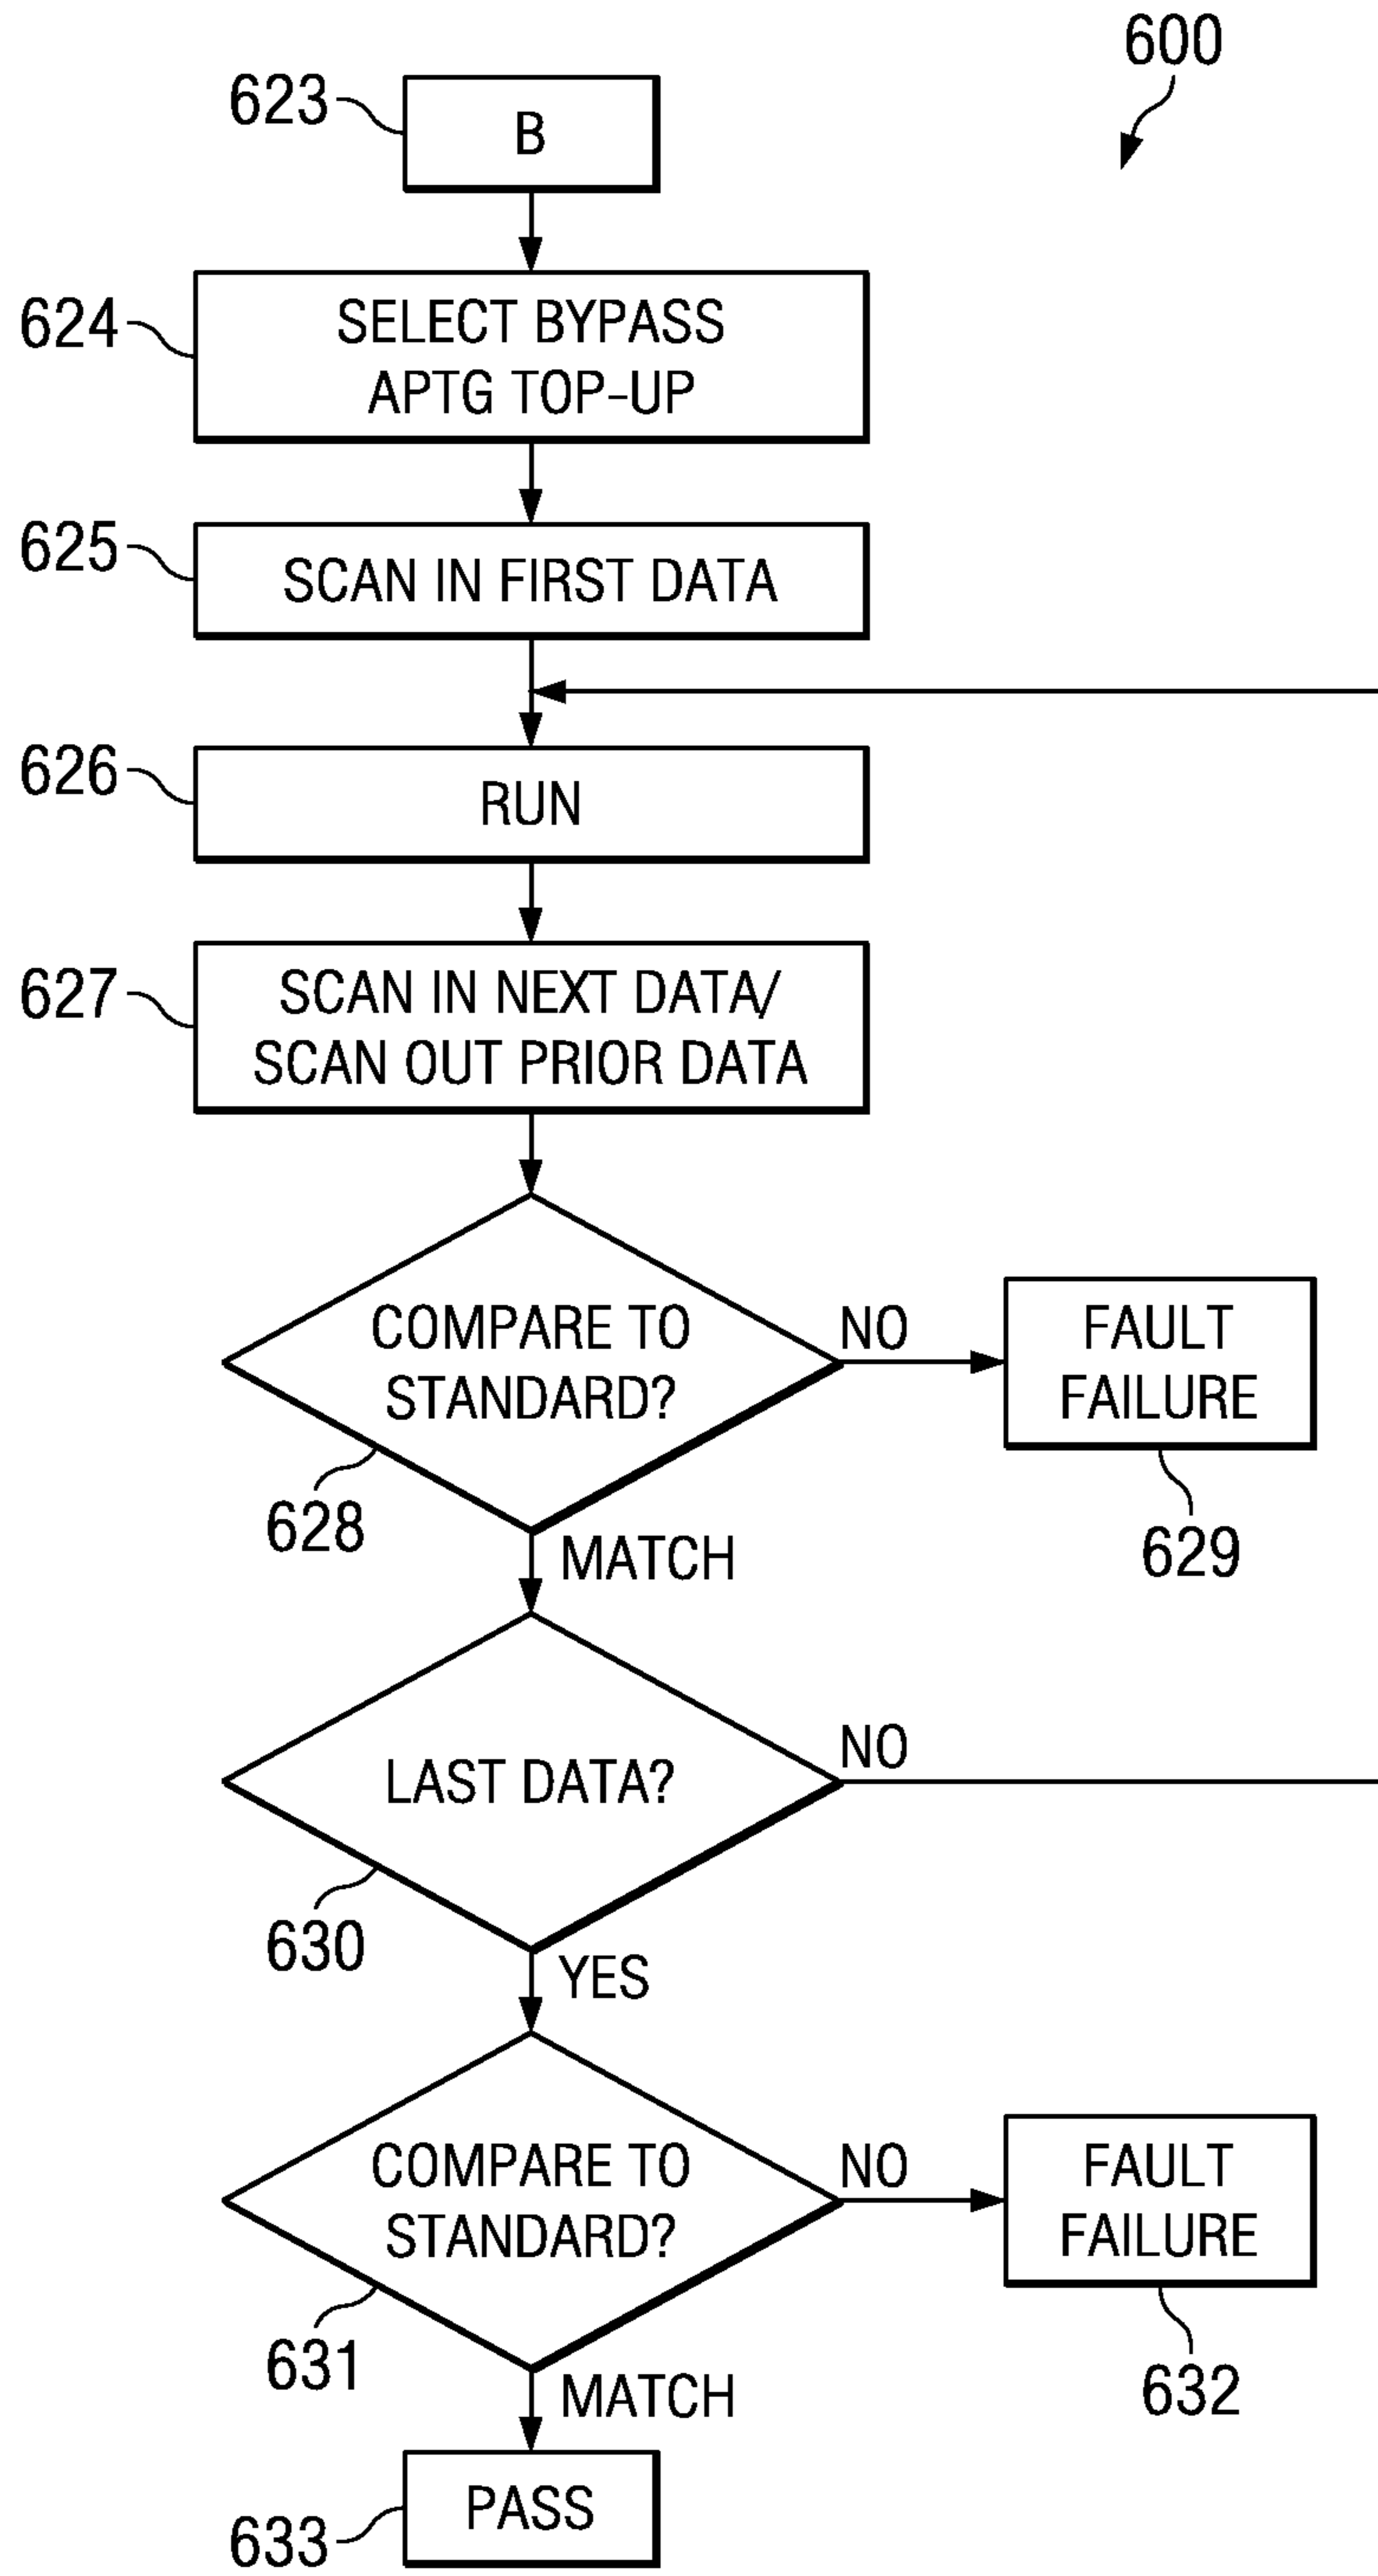 600
623
B
624
SELECT BYPASS
APTG TOP-UP
625
SCAN IN FIRST DATA
626
RUN
627
SCAN IN NEXT DATA/
SCAN OUT PRIOR DATA
COMPARE TO
STANDARD?
NO
FAULT
FAILURE
628
629
MATCH
LAST DATA?
NO
630
YES
COMPARE TO
STANDARD?
NO
FAULT
FAILURE
631
632
MATCH
PASS
633